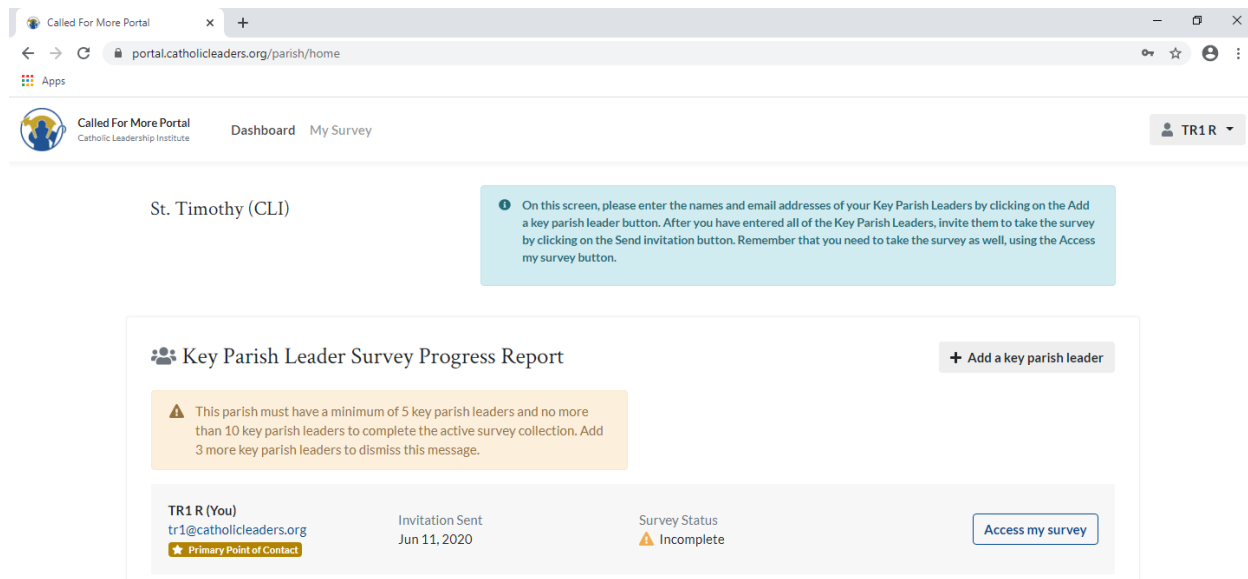 Called For More Portal
portal.catholicleaders.org/parish/home
Apps
Called For More Portal
Catholic Leadership Institute
Dashboard My Survey
TR1 R
St. Timothy (CLI)
On this screen, please enter the names and email addresses of your Key Parish Leaders by clicking on the Add
a key parish leader button. After you have entered all of the Key Parish Leaders, invite them to take the survey
by clicking on the Send invitation button. Remember that you need to take the survey as well, using the Access
my survey button.
Key Parish Leader Survey Progress Report
+ Add a key parish leader
This parish must have a minimum of 5 key parish leaders and no more
than 10 key parish leaders to complete the active survey collection. Add
3 more key parish leaders to dismiss this message.
TR1 R (You)
tr1@catholicleaders.org
Primary Point of Contact
Invitation Sent
Jun 11, 2020
Survey Status
Incomplete
Access my survey